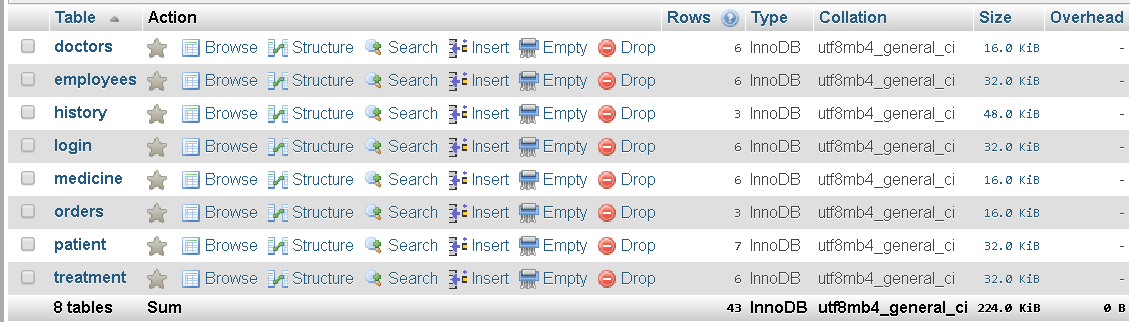 Table Action Rows Type Collation Size Overhead
doctors Browse Structure Search Insert Empty Drop 6 InnoDB utf8mb4_general_ci 16.0 KiB -
employees Browse Structure Search Insert Empty Drop 6 InnoDB utf8mb4_general_ci 32.0 KiB -
history Browse Structure Search Insert Empty Drop 3 InnoDB utf8mb4_general_ci 48.0 KiB -
login Browse Structure Search Insert Empty Drop 6 InnoDB utf8mb4_general_ci 32.0 KiB -
medicine Browse Structure Search Insert Empty Drop 6 InnoDB utf8mb4_general_ci 16.0 KiB -
orders Browse Structure Search Insert Empty Drop 3 InnoDB utf8mb4_general_ci 16.0 KiB -
patient Browse Structure Search Insert Empty Drop 7 InnoDB utf8mb4_general_ci 32.0 KiB -
treatment Browse Structure Search Insert Empty Drop 6 InnoDB utf8mb4_general_ci 32.0 KiB -
8 tables Sum 43 InnoDB utf8mb4_general_ci 224.0 KiB 0 B